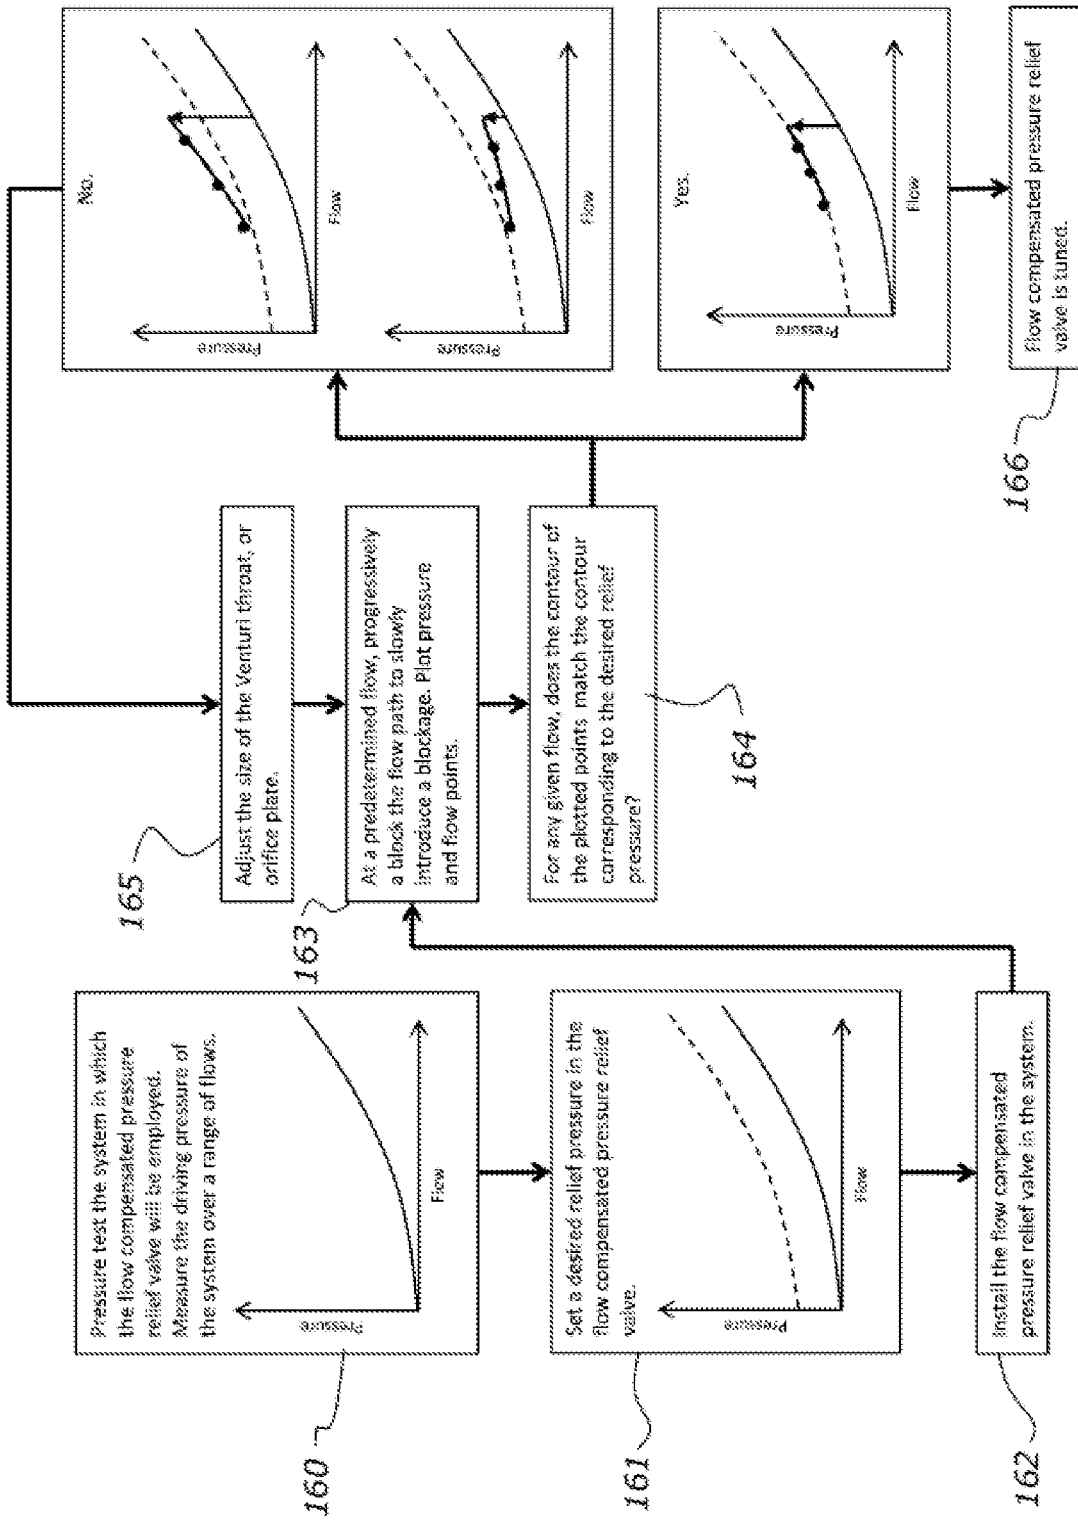 Pressure test the system in which
the flow compensated pressure
relief valve will be employed.
Measure the driving pressure of
the system over a range of flows.
Pressure
Flow
160
Set a desired relief pressure in the
flow compensated pressure relief
valve.
Pressure
Flow
161
Install the flow compensated
pressure relief valve in the system.
162
165
Adjust the size of the Venturi throat, or
orifice plate.
163
At a predetermined flow, progressively
a block the flow path to slowly
introduce a blockage. Plot pressure
and flow points.
For any given flow, does the contour of
the plotted points match the contour
corresponding to the desired relief
pressure?
164
No.
Pressure
Flow
Pressure
Flow
Yes.
Pressure
Flow
Flow compensated pressure relief
valve is tuned.
166